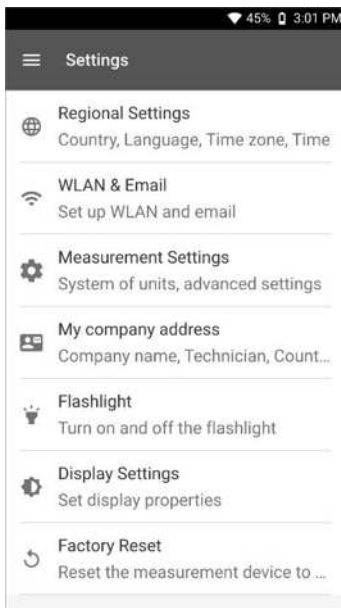 45% 3:01 PM
Settings
Regional Settings
Country, Language, Time zone, Time
WLAN & Email
Set up WLAN and email
Measurement Settings
System of units, advanced settings
My company address
Company name, Technician, Count...
Flashlight
Turn on and off the flashlight
Display Settings
Set display properties
Factory Reset
Reset the measurement device to ...